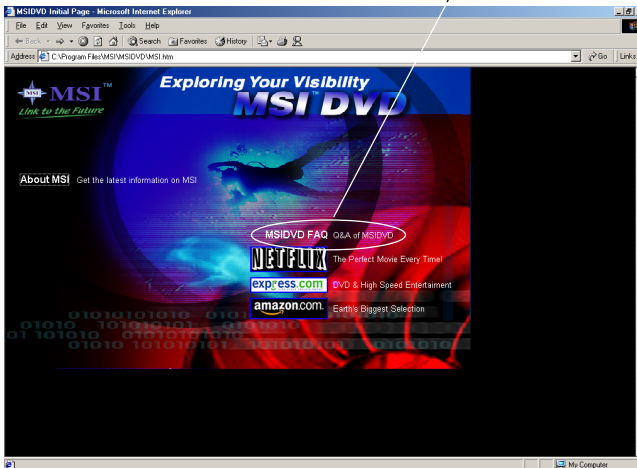 MSIDVD Initial Page - Microsoft Internet Explorer
File Edit View Favorites Tools Help
Back Search Favorites History
Address C:\Program Files\MSI\MSIDVD\MSI.htm Go Links
MSI MSI™
Link to the Future
Exploring Your Visibility
MSI™ DVD
About MSI Get the latest information on MSI
MSIDVD FAQ Q&A of MSIDVD
NETFLIX The Perfect Movie Every Time!
express.com DVD & High Speed Entertaiment
amazon.com. Earth's Biggest Selection
My Computer